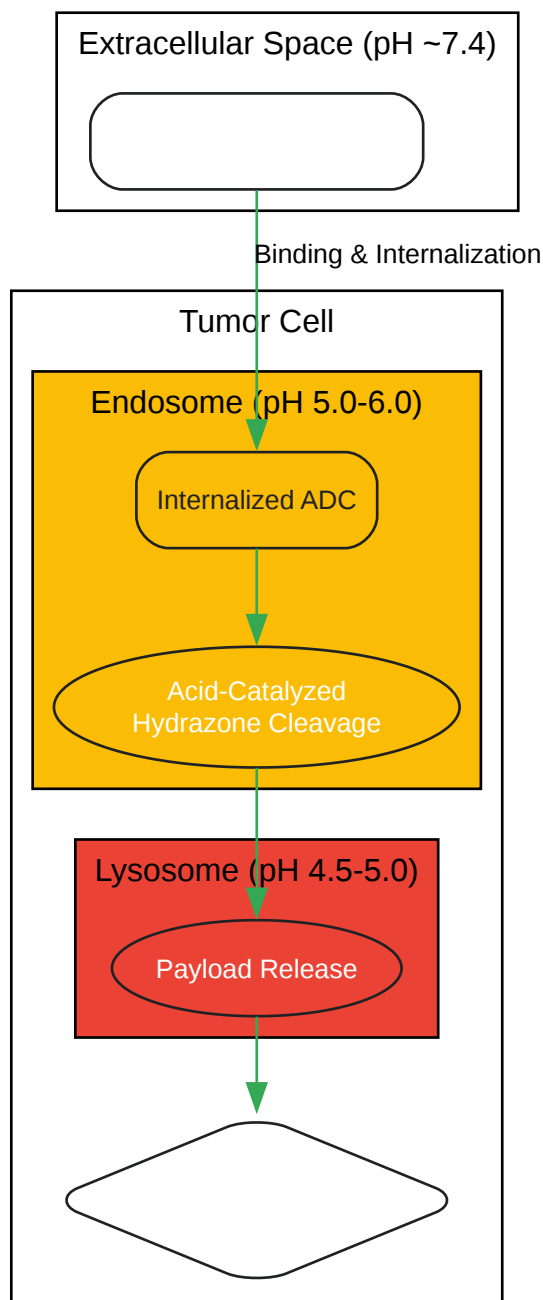 Extracellular Space (pH ~7.4)
Binding & Internalization
Tumor Cell
Endosome (pH 5.0-6.0)
Internalized ADC
Acid-Catalyzed
Hydrazone Cleavage
Lysosome (pH 4.5-5.0)
Payload Release